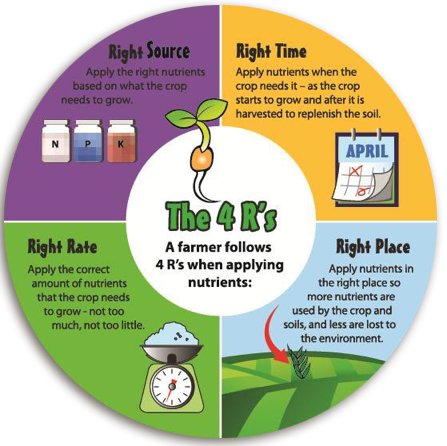 Right Source
Apply the right nutrients
based on what the crop
needs to grow.
N P K
Right Time
Apply nutrients when the
crop needs it – as the crop
starts to grow and after it is
harvested to replenish the soil.
APRIL
The 4 R's
A farmer follows
4 R's when applying
nutrients:
Right Rate
Apply the correct
amount of nutrients
that the crop needs
to grow - not too
much, not too little.
Right Place
Apply nutrients in
the right place so
more nutrients are
used by the crop and
soils, and less are lost to
the environment.